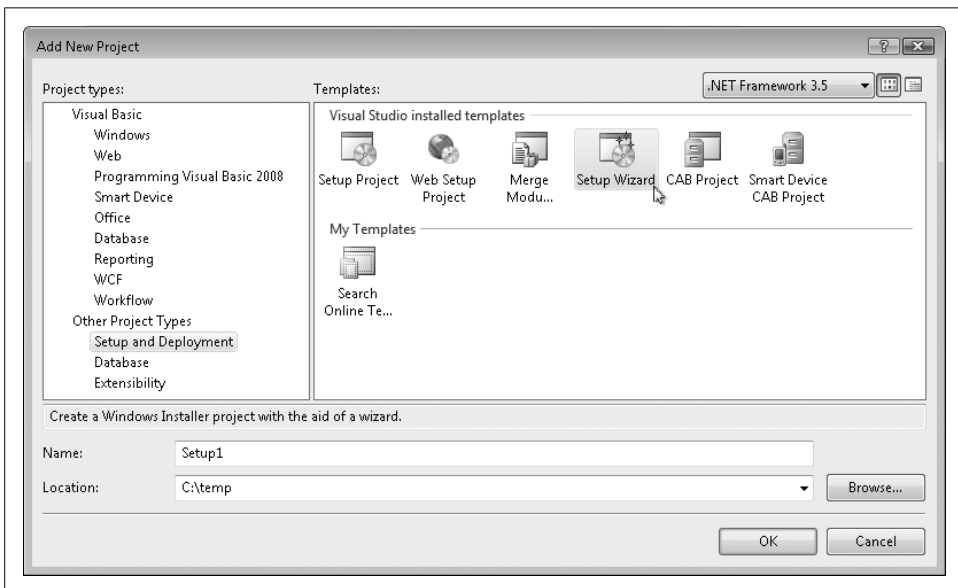 Add New Project
Project types:
Templates:
.NET Framework 3.5
Visual Basic
Windows
Web
Programming Visual Basic 2008
Smart Device
Office
Database
Reporting
WCF
Workflow
Other Project Types
Setup and Deployment
Database
Extensibility
Visual Studio installed templates
Setup Project
Web Setup
Project
Merge
Modu...
Setup Wizard
CAB Project
Smart Device
CAB Project
My Templates
Search
Online Te...
Create a Windows Installer project with the aid of a wizard.
Name:
Setup1
Location:
C:\temp
Browse...
OK
Cancel